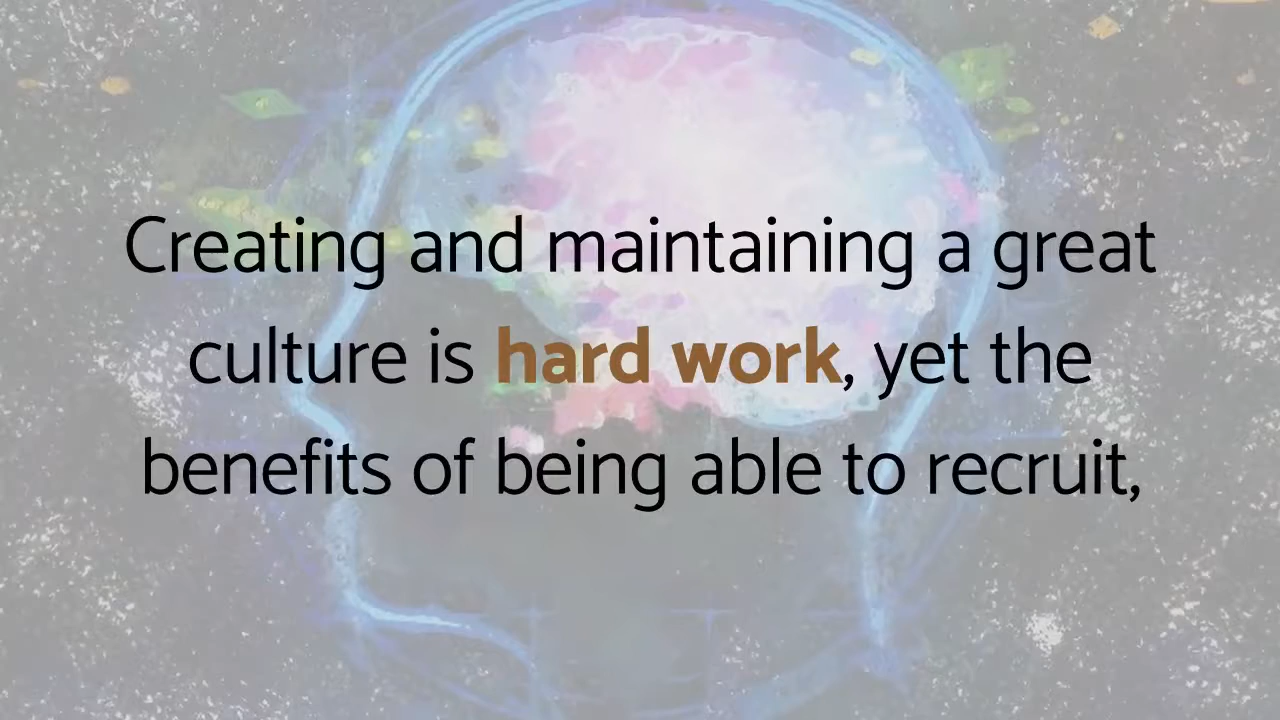 Creating and maintaining a great
culture is hard work, yet the
benefits of being able to recruit,